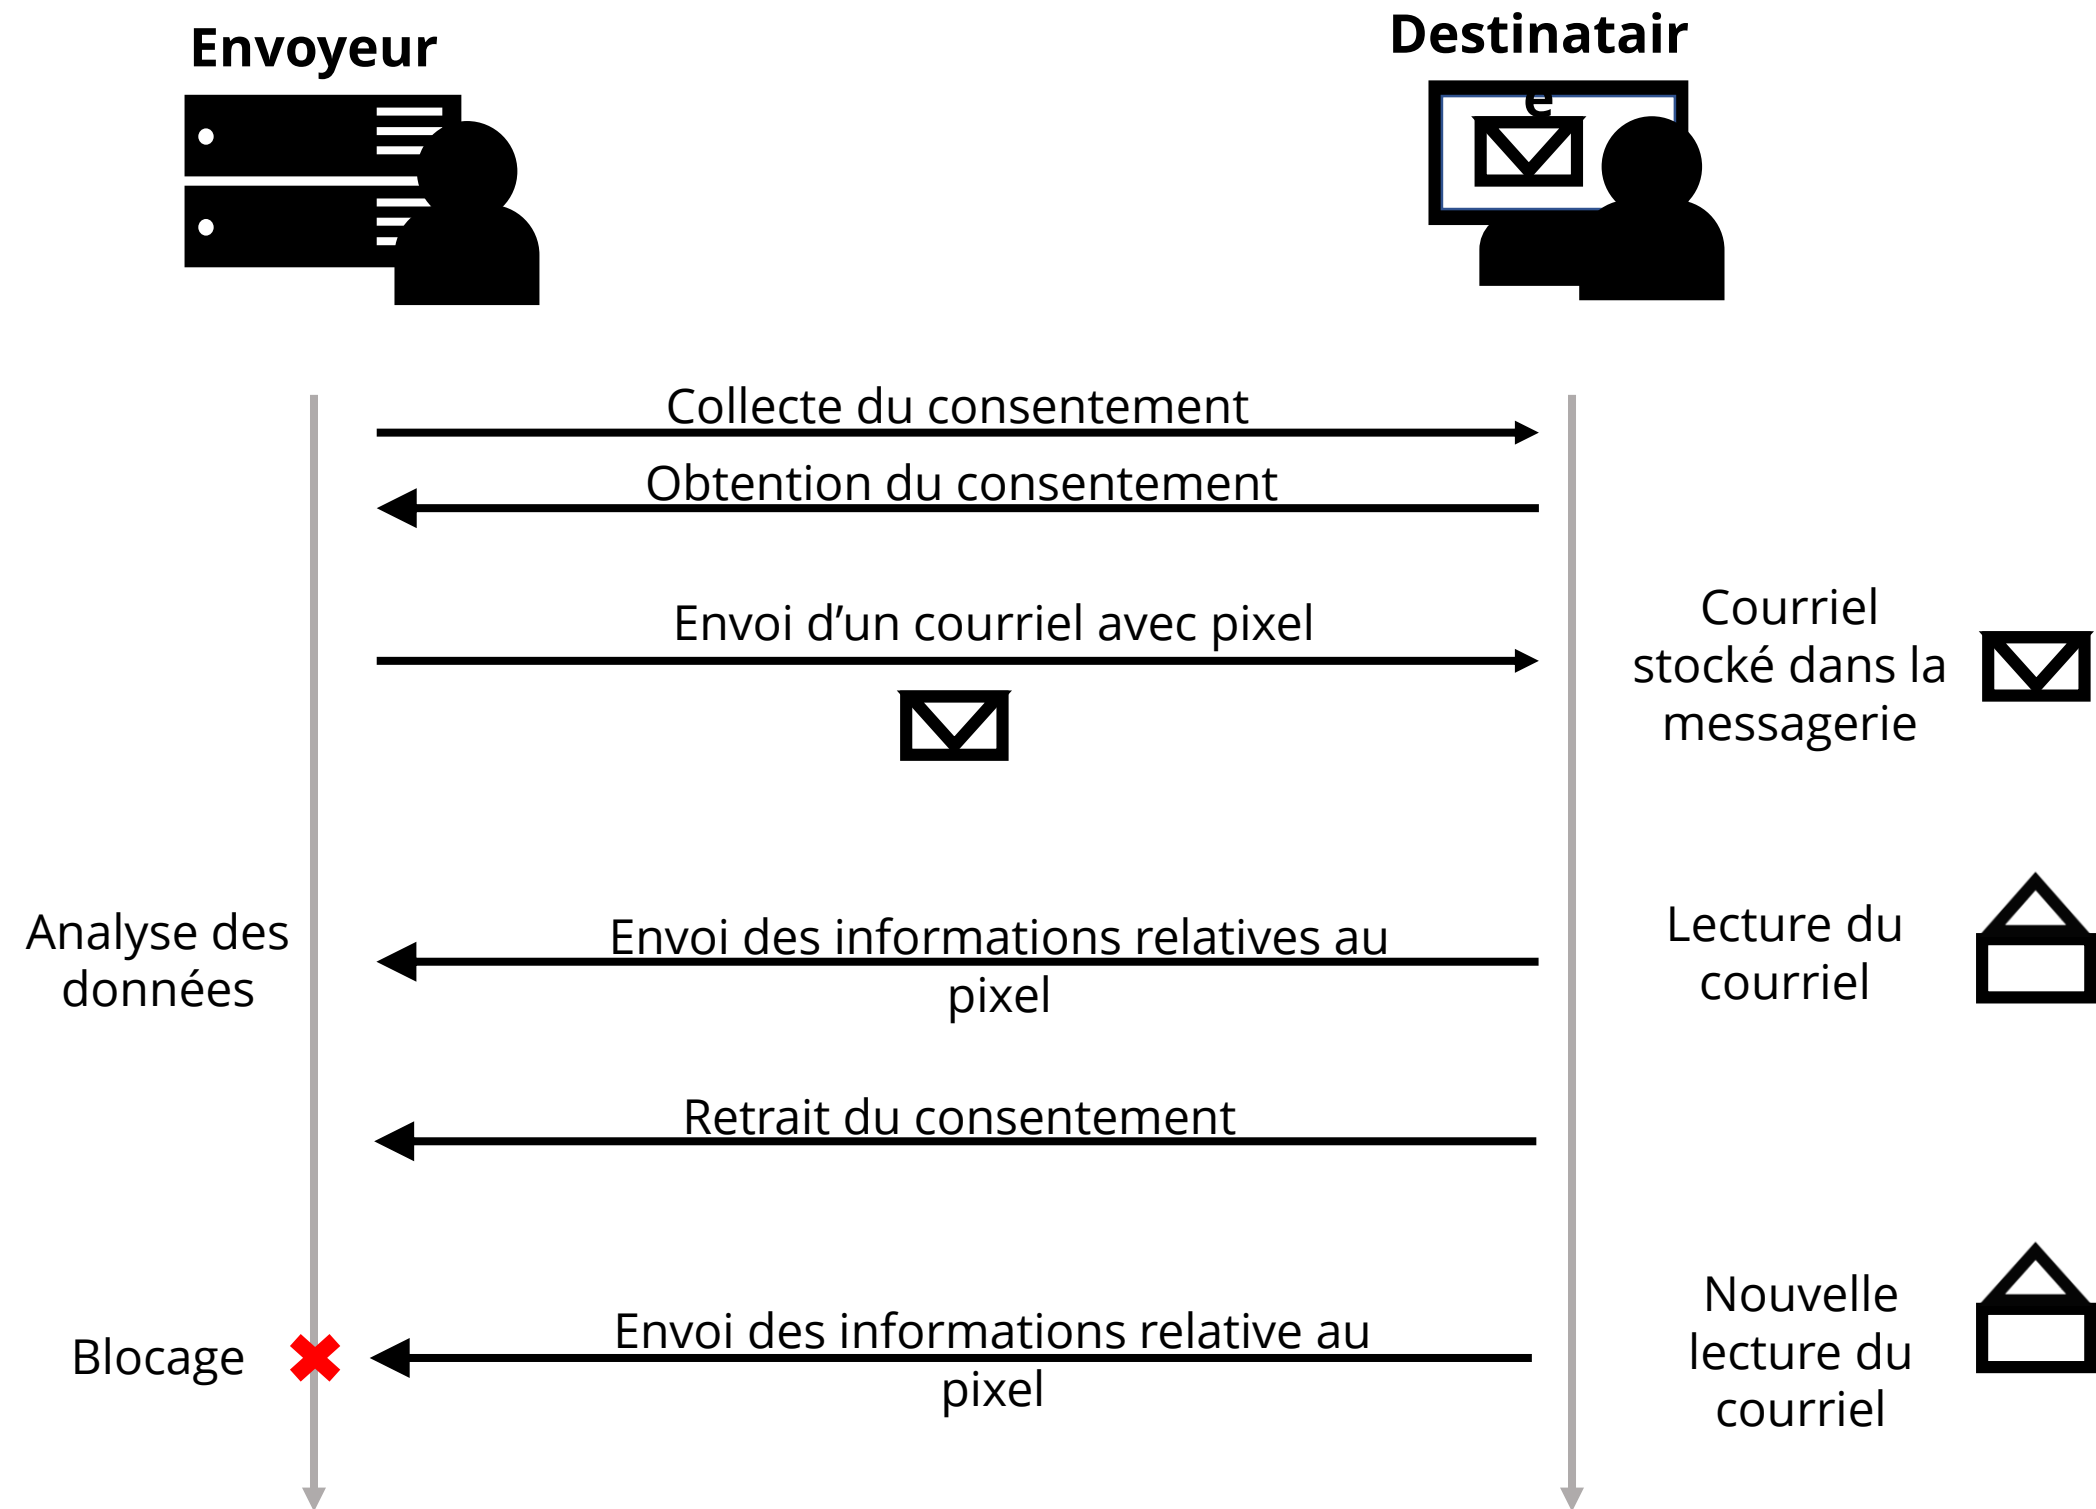 Envoyeur
Destinatair
e
Collecte du consentement
Obtention du consentement
Envoi d’un courriel avec pixel
Courriel
stocké dans la
messagerie
Analyse des
données
Envoi des informations relatives au
pixel
Lecture du
courriel
Retrait du consentement
Blocage
Envoi des informations relative au
pixel
Nouvelle
lecture du
courriel